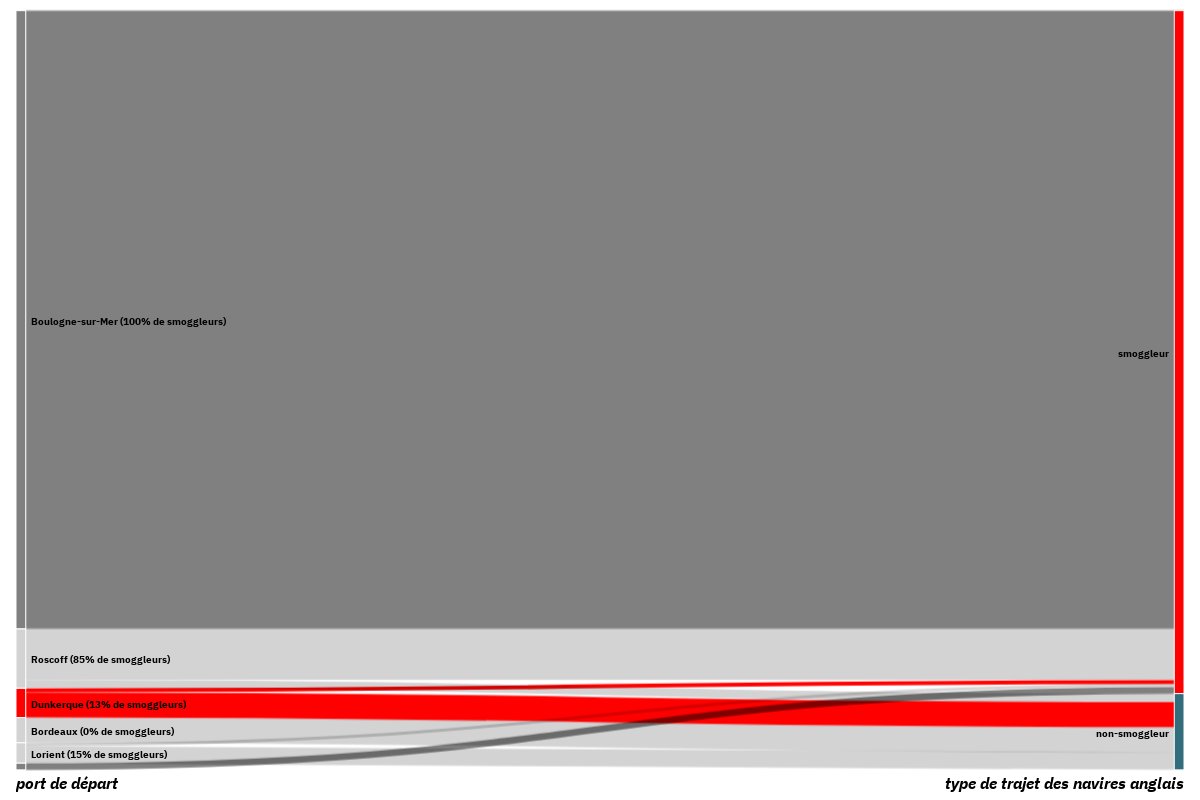 Boulogne-sur-Mer (100% de smoggleurs)
smoggleur
Roscoff (85% de smoggleurs)
Dunkerque (13% de smoggleurs)
Bordeaux (0% de smoggleurs)
non-smoggleur
Lorient (15% de smoggleurs)
port de départ
type de trajet des navires anglais